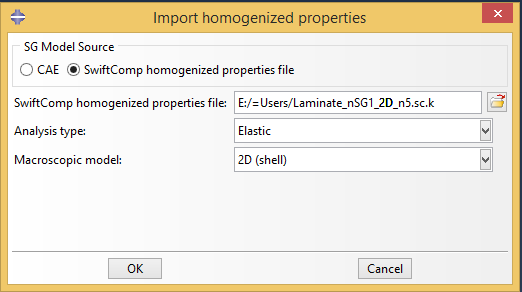 Import homogenized properties
SG Model Source
CAE SwiftComp homogenized properties file
SwiftComp homogenized properties file: E:/=Users/Laminate_nSG1_2D_n5.sc.k
Analysis type: Elastic
Macroscopic model: 2D (shell)
OK Cancel